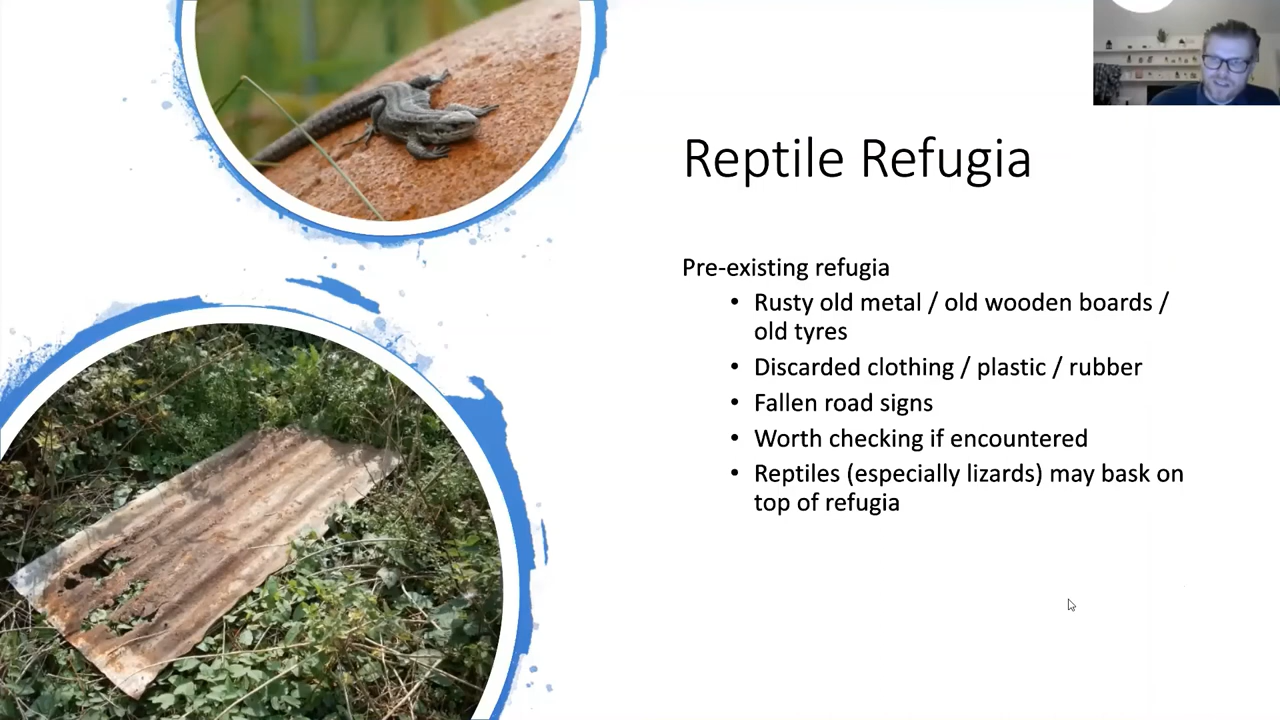 Reptile Refugia
Pre-existing refugia
• Rusty old metal / old wooden boards /
old tyres
• Discarded clothing / plastic / rubber
• Fallen road signs
• Worth checking if encountered
• Reptiles (especially lizards) may bask on
top of refugia